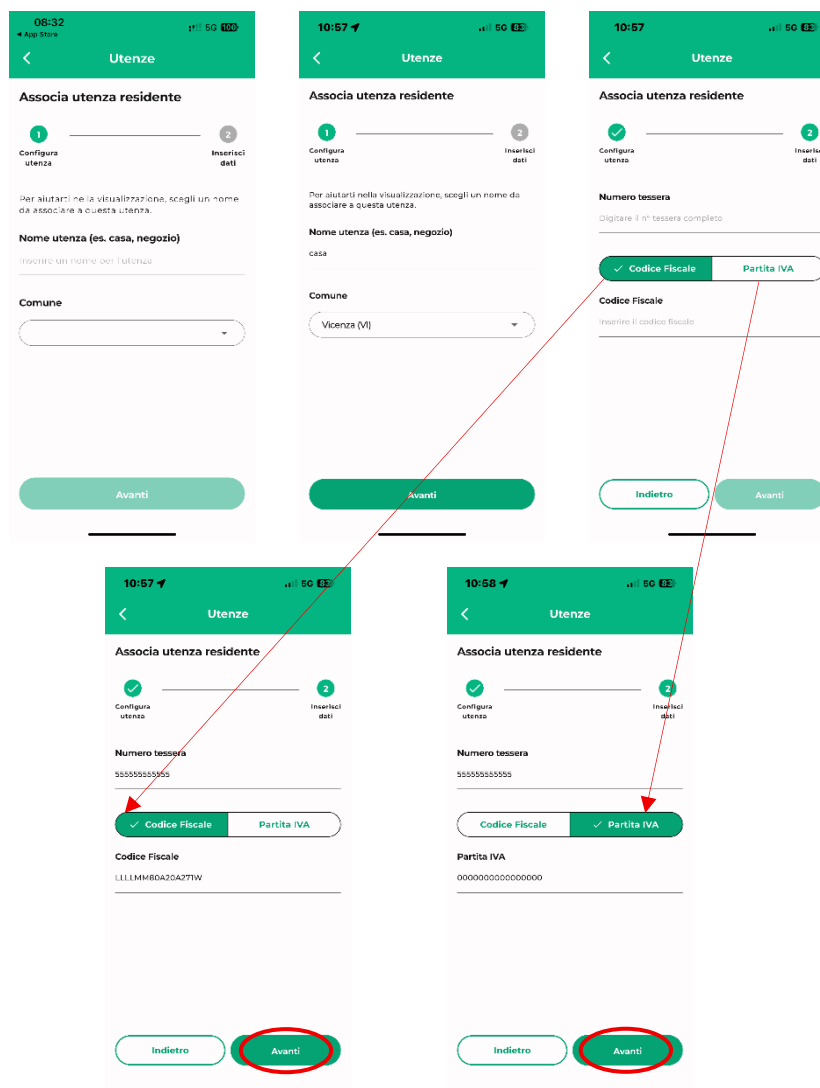 08:32
◀ App Store
5G 100
Utenze
Associa utenza residente
1
2
Configura
utenza
Inserisci
dati
Per aiutarti nella visualizzazione, scegli un nome
da associare a questa utenza.
Nome utenza (es. casa, negozio)
Inserire un nome per l'utenza
Comune
Avanti
10:57
5G 83
Utenze
Associa utenza residente
1
2
Configura
utenza
Inserisci
dati
Per aiutarti nella visualizzazione, scegli un nome da
associare a questa utenza.
Nome utenza (es. casa, negozio)
casa
Comune
Vicenza (VI)
Avanti
10:57
5G 83
Utenze
Associa utenza residente
2
Configura
utenza
Inserisci
dati
Numero tessera
Digitare il n° tessera completo
Codice Fiscale
Partita IVA
Codice Fiscale
Inserire il codice fiscale
Indietro
Avanti
10:57
5G 83
Utenze
Associa utenza residente
2
Configura
utenza
Inserisci
dati
Numero tessera
555555555555
Codice Fiscale
Partita IVA
Codice Fiscale
LLLLMM80A20A271W
Indietro
Avanti
10:58
5G 83
Utenze
Associa utenza residente
2
Configura
utenza
Inserisci
dati
Numero tessera
555555555555
Codice Fiscale
Partita IVA
Partita IVA
0000000000000000
Indietro
Avanti